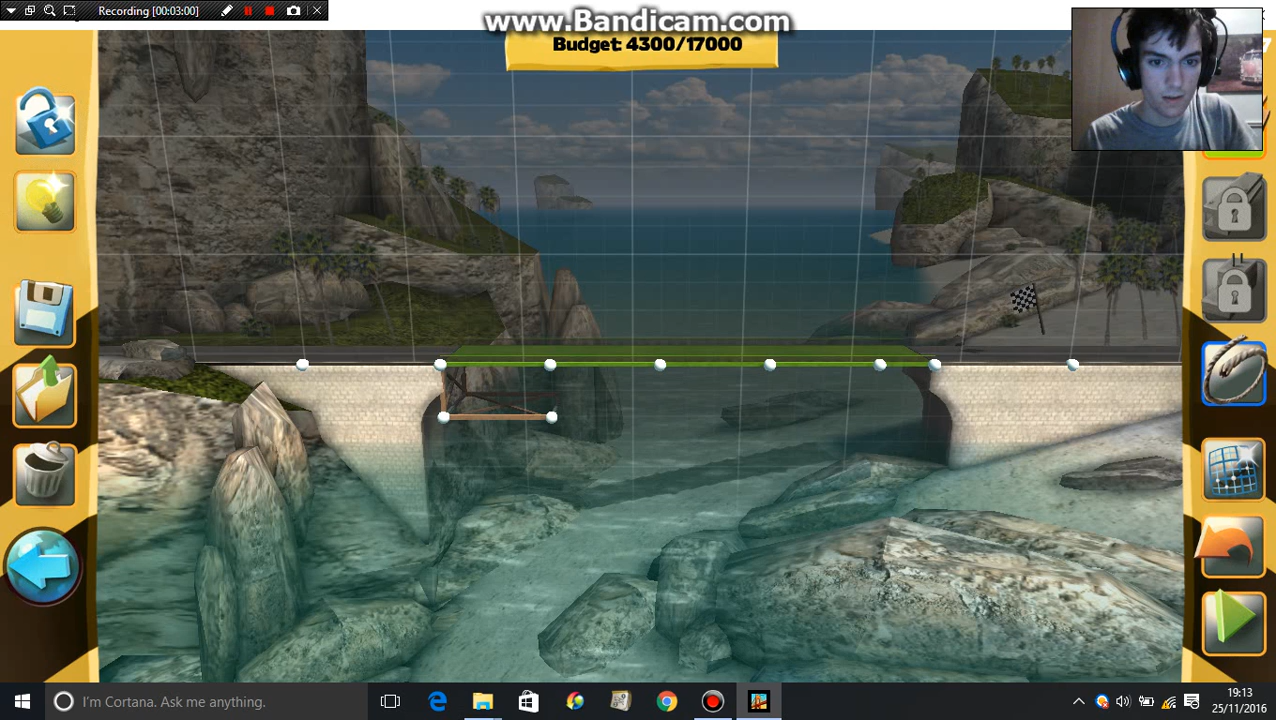 Recording [00:03:00]
www.Bandicam.com
Budget: 4300/17000
I'm Cortana. Ask me anything.
19:13
25/11/2016